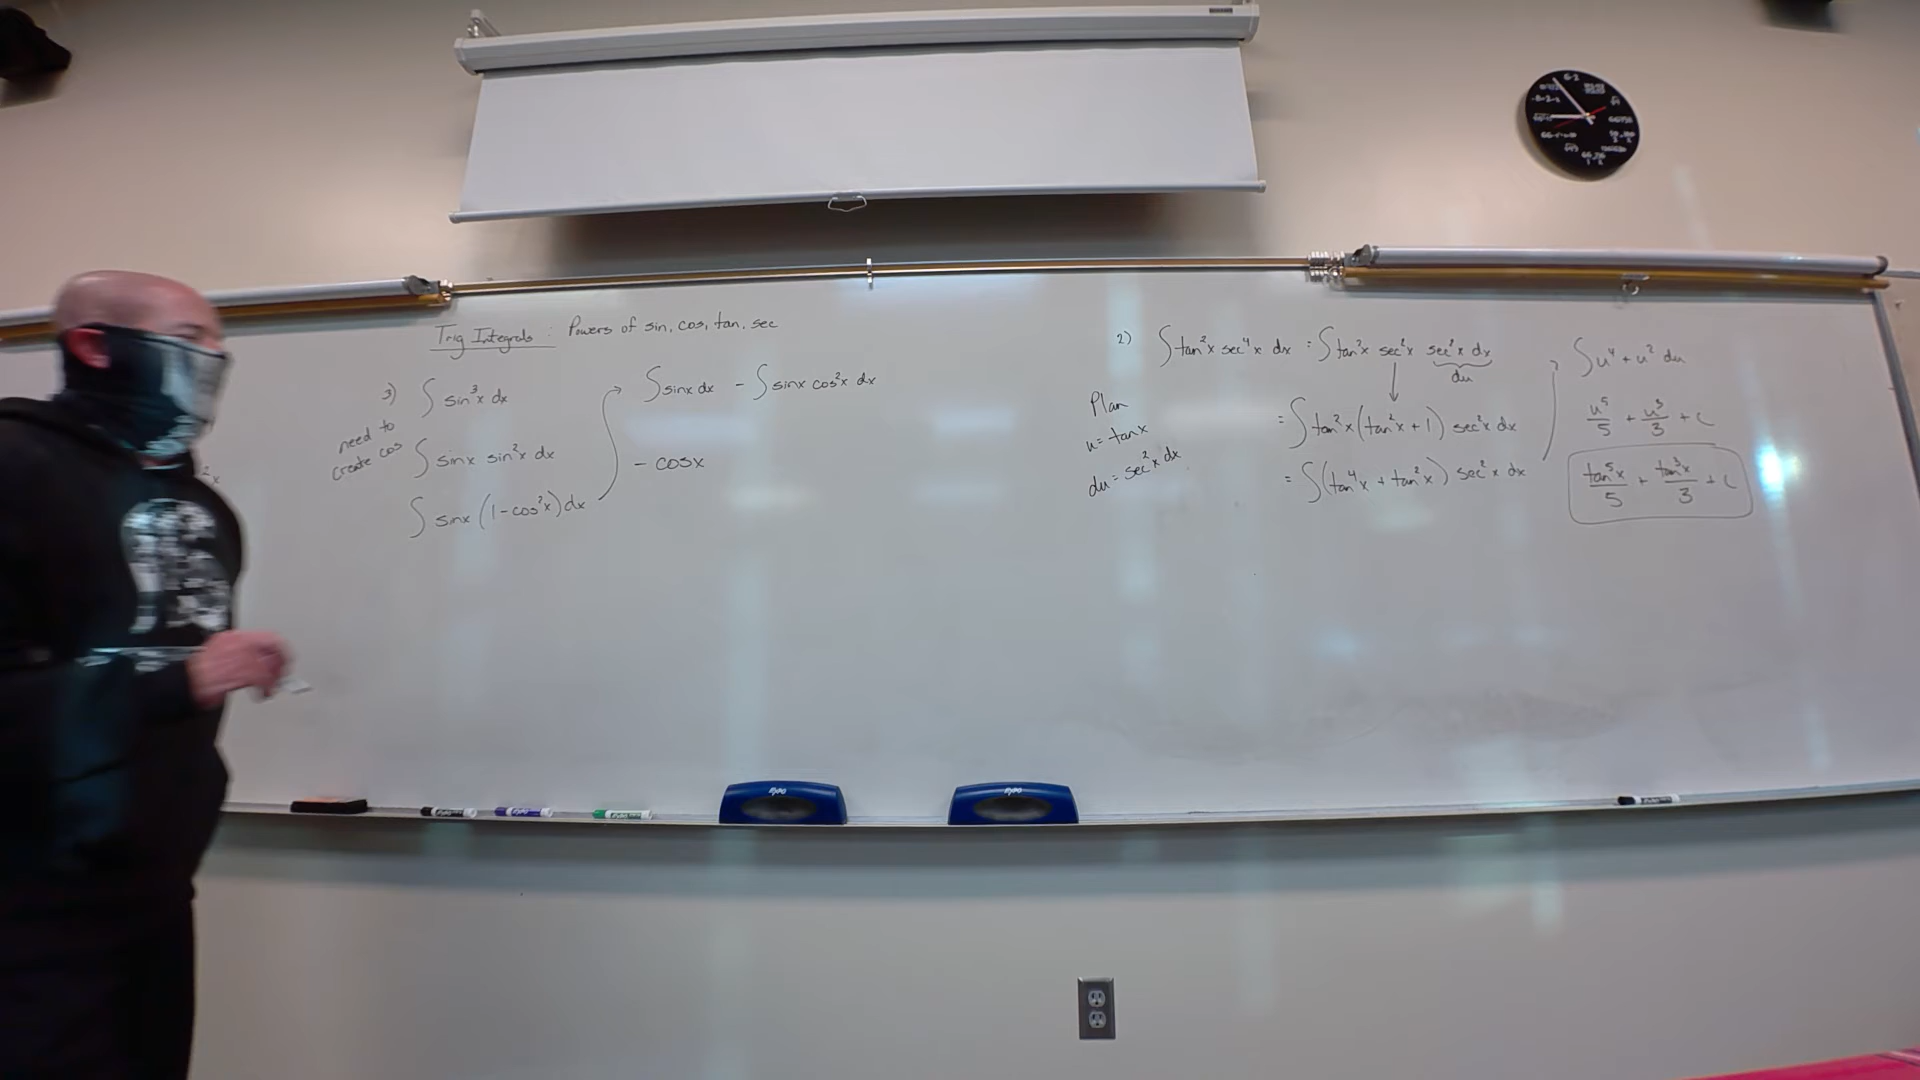 Trig Integrals : Powers of sin, cos, tan, sec
3) ∫ sin³x dx
need to
create cos
∫ sinx sin²x dx
∫ sinx (1-cos²x) dx
→ ∫ sinx dx - ∫ sinx cos²x dx
- cosx
2) ∫ tan²x sec⁴x dx = ∫ tan²x sec²x sec²x dx
du
Plan
u = tanx
du = sec²x dx
= ∫ tan²x (tan²x + 1) sec²x dx
= ∫ (tan⁴x + tan²x) sec²x dx
∫ u⁴ + u² du
u⁵/5 + u³/3 + C
tan⁵x/5 + tan³x/3 + C
EXPO
EXPO